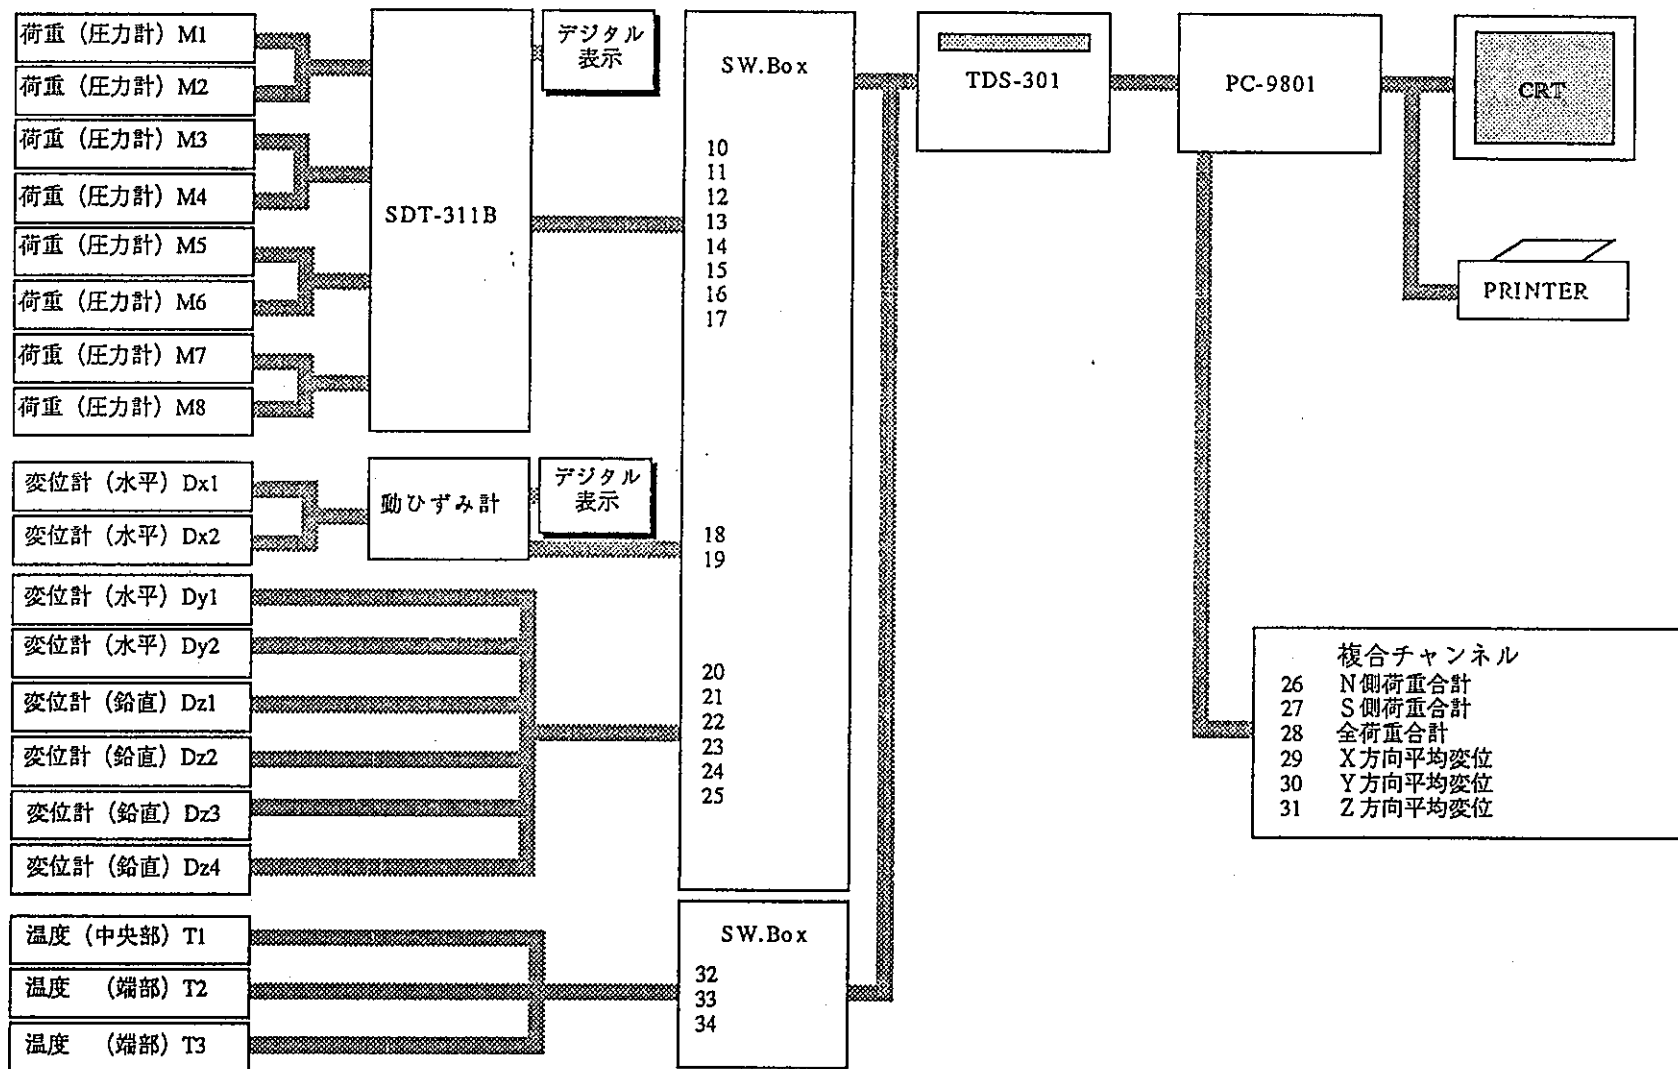 荷重（圧力計）M1
荷重（圧力計）M2
荷重（圧力計）M3
荷重（圧力計）M4
荷重（圧力計）M5
荷重（圧力計）M6
荷重（圧力計）M7
荷重（圧力計）M8
変位計（水平）Dx1
変位計（水平）Dx2
変位計（水平）Dy1
変位計（水平）Dy2
変位計（鉛直）Dz1
変位計（鉛直）Dz2
変位計（鉛直）Dz3
変位計（鉛直）Dz4
温度（中央部）T1
温度　（端部）T2
温度　（端部）T3
SDT-311B
デジタル
表示
動ひずみ計
デジタル
表示
SW.Box
10
11
12
13
14
15
16
17
18
19
20
21
22
23
24
25
SW.Box
32
33
34
TDS-301
PC-9801
CRT
PRINTER
複合チャンネル
26　N側荷重合計
27　S側荷重合計
28　全荷重合計
29　X方向平均変位
30　Y方向平均変位
31　Z方向平均変位